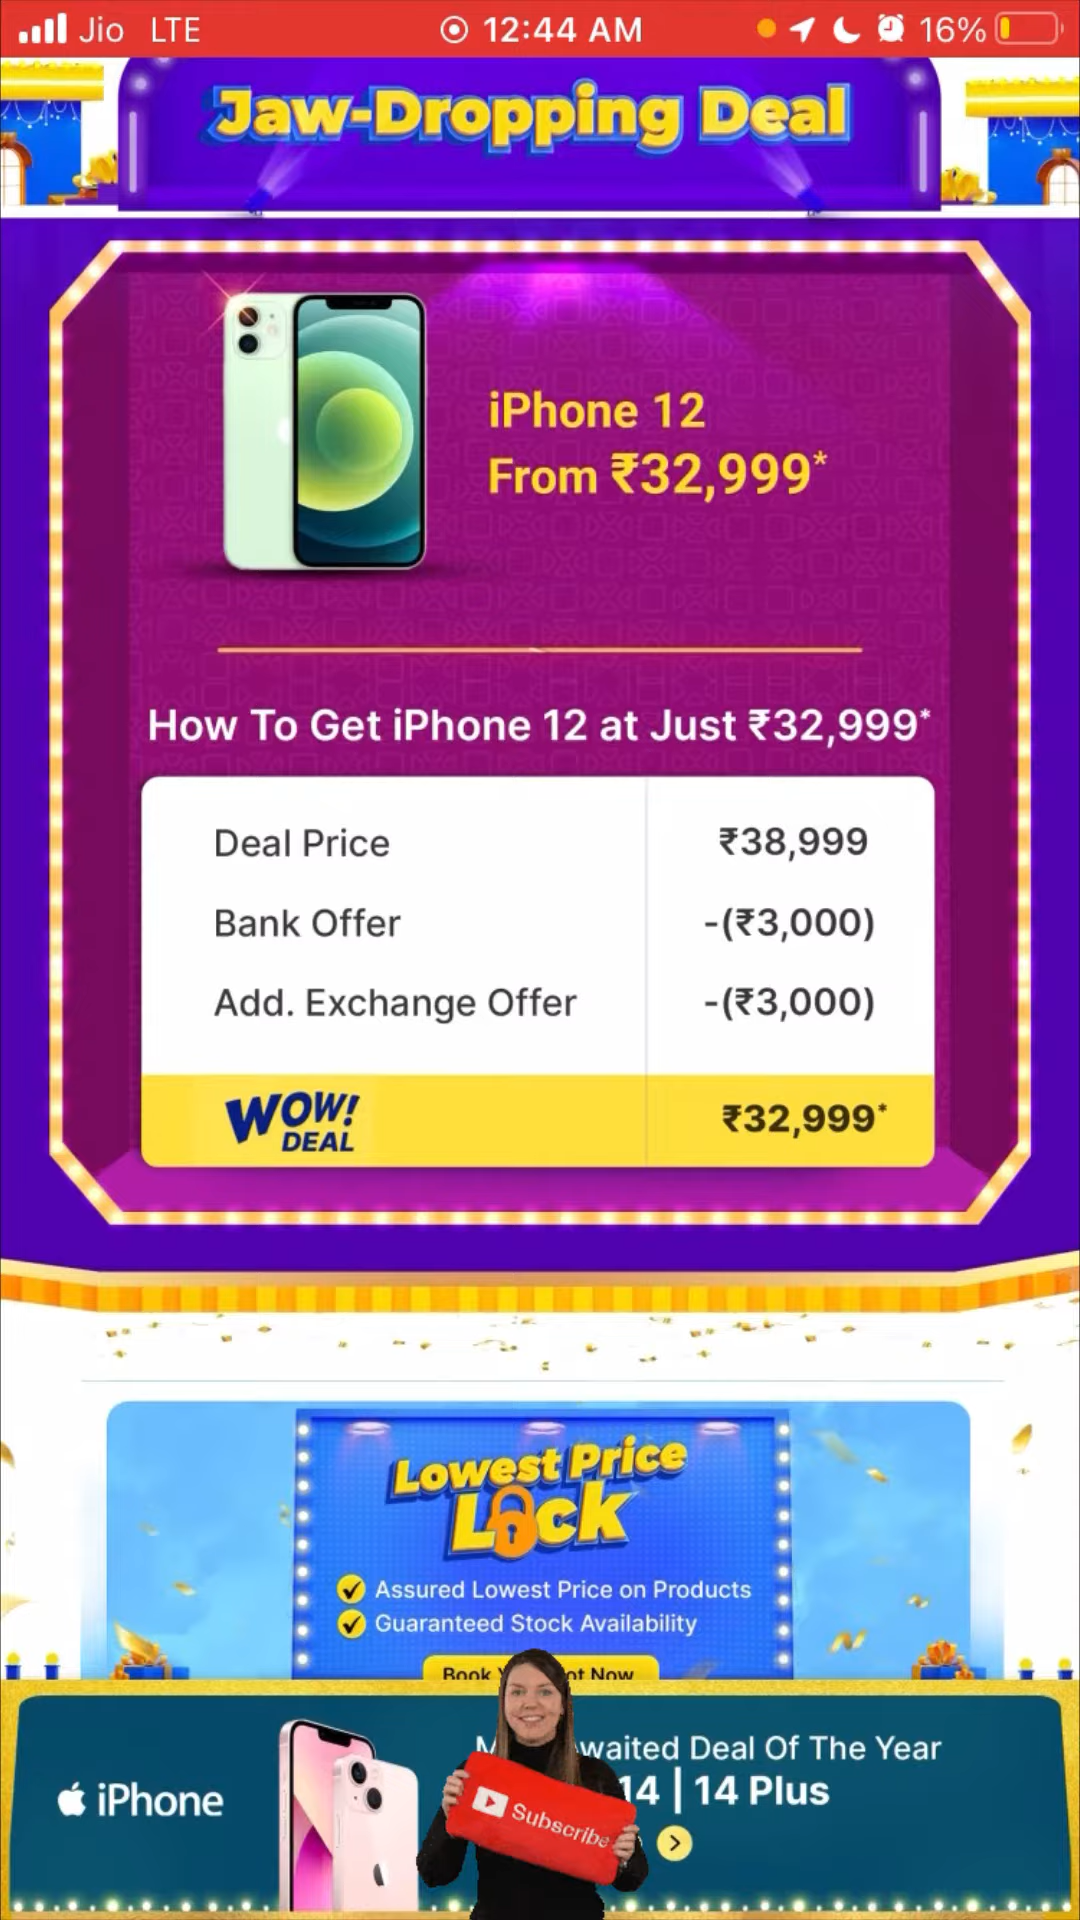 Jio LTE 12:44 AM 16%
Jaw-Dropping Deal
iPhone 12
From ₹32,999*
How To Get iPhone 12 at Just ₹32,999*
Deal Price ₹38,999
Bank Offer -(₹3,000)
Add. Exchange Offer -(₹3,000)
WOW!
DEAL
₹32,999*
Lowest Price
Lock
Assured Lowest Price on Products
Guaranteed Stock Availability
Book Now
Deal Of The Year
iPhone
14 | 14 Plus
Subscribe